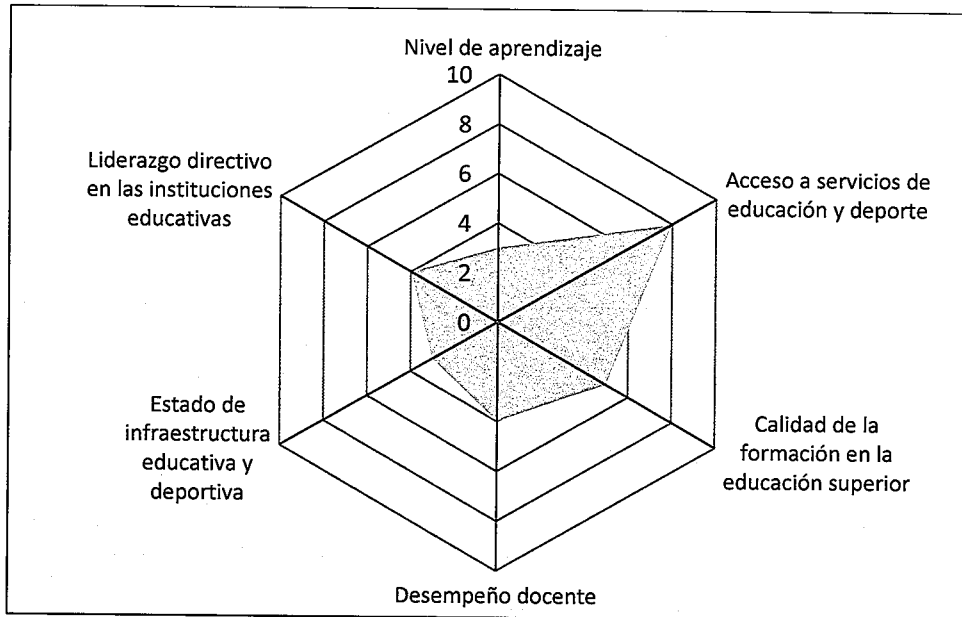 Nivel de aprendizaje
10
8
6
4
2
0
Acceso a servicios de
educación y deporte
Calidad de la
formación en la
educación superior
Desempeño docente
Estado de
infraestructura
educativa y
deportiva
Liderazgo directivo
en las instituciones
educativas